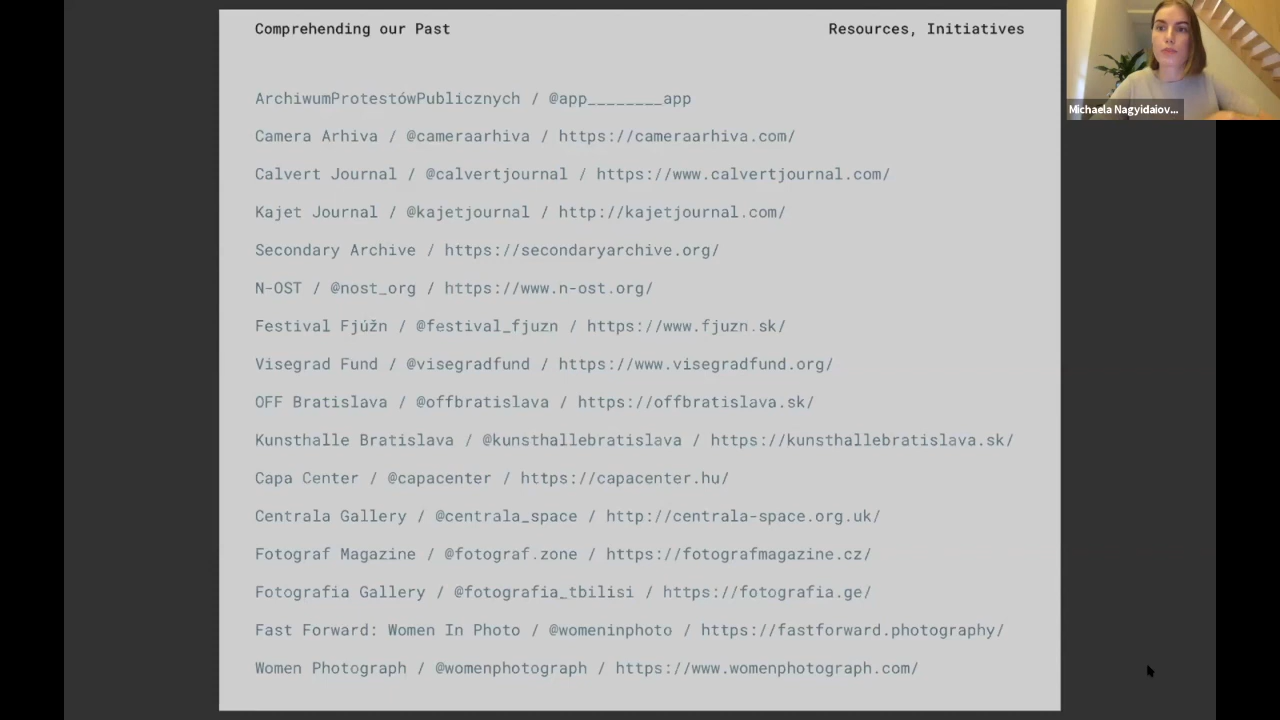 Comprehending our Past
Resources, Initiatives
Michaela Nagyidaiov...
ArchiwumProtestówPublicznych / @app________app
Camera Arhiva / @cameraarhiva / https://cameraarhiva.com/
Calvert Journal / @calvertjournal / https://www.calvertjournal.com/
Kajet Journal / @kajetjournal / http://kajetjournal.com/
Secondary Archive / https://secondaryarchive.org/
N-OST / @nost_org / https://www.n-ost.org/
Festival Fjúžn / @festival_fjuzn / https://www.fjuzn.sk/
Visegrad Fund / @visegradfund / https://www.visegradfund.org/
OFF Bratislava / @offbratislava / https://offbratislava.sk/
Kunsthalle Bratislava / @kunsthallebratislava / https://kunsthallebratislava.sk/
Capa Center / @capacenter / https://capacenter.hu/
Centrala Gallery / @centrala_space / http://centrala-space.org.uk/
Fotograf Magazine / @fotograf.zone / https://fotografmagazine.cz/
Fotografia Gallery / @fotografia_tbilisi / https://fotografia.ge/
Fast Forward: Women In Photo / @womeninphoto / https://fastforward.photography/
Women Photograph / @womenphotograph / https://www.womenphotograph.com/